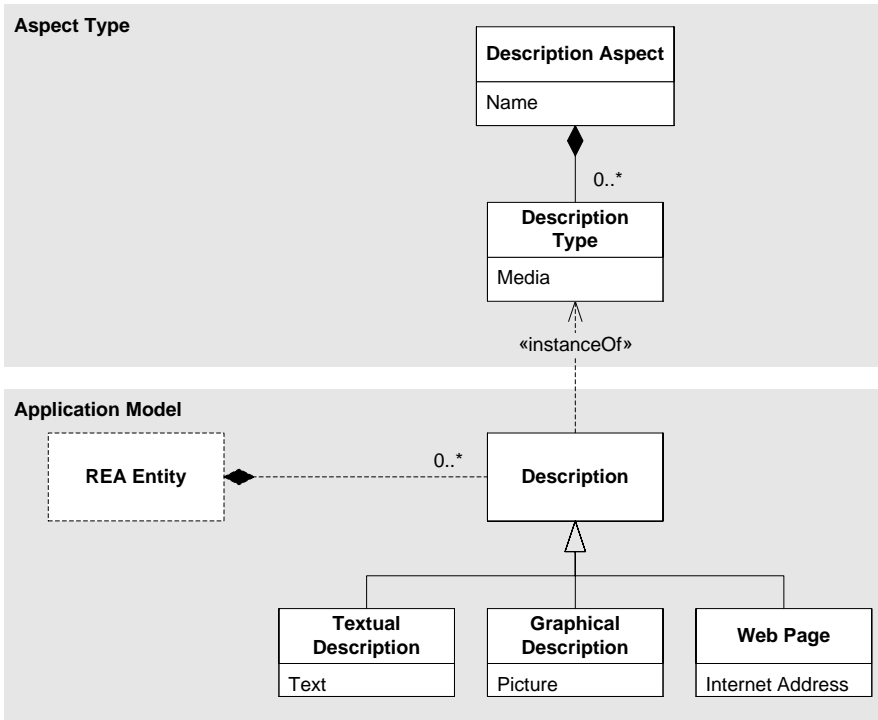 Aspect Type
Description Aspect
Name
0..*
Description
Type
Media
«instanceOf»
Application Model
REA Entity
0..*
Description
Textual
Description
Text
Graphical
Description
Picture
Web Page
Internet Address